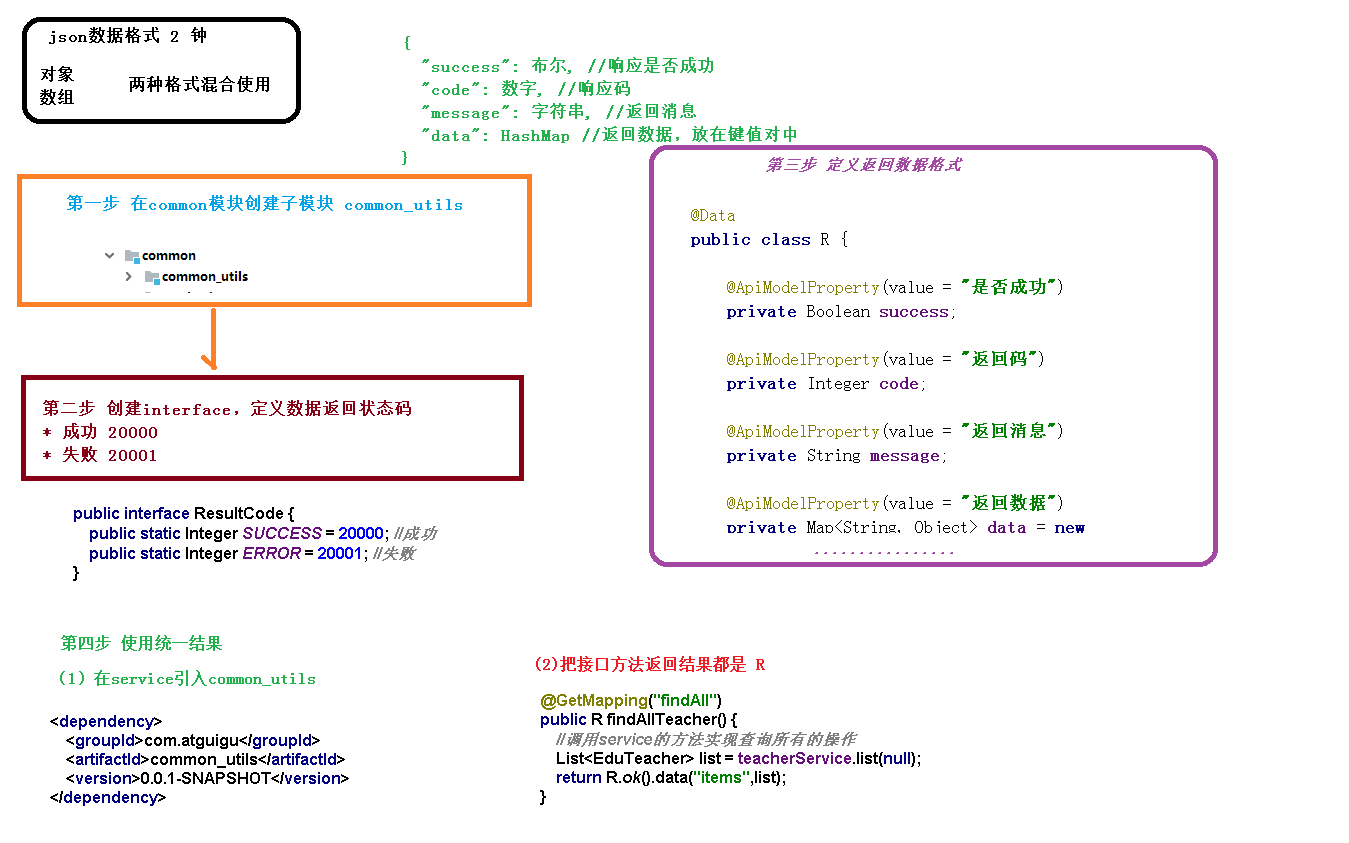 json数据格式 2 钟
对象
数组
两种格式混合使用
{
"success": 布尔, //响应是否成功
"code": 数字, //响应码
"message": 字符串, //返回消息
"data": HashMap //返回数据，放在键值对中
}
第一步 在common模块创建子模块 common_utils
common
common_utils
第二步 创建interface，定义数据返回状态码
* 成功 20000
* 失败 20001
public interface ResultCode {
public static Integer SUCCESS = 20000; //成功
public static Integer ERROR = 20001; //失败
}
第三步 定义返回数据格式
@Data
public class R {
@ApiModelProperty(value = "是否成功")
private Boolean success;
@ApiModelProperty(value = "返回码")
private Integer code;
@ApiModelProperty(value = "返回消息")
private String message;
@ApiModelProperty(value = "返回数据")
private Map<String, Object> data = new
................
第四步 使用统一结果
（1）在service引入common_utils
<dependency>
<groupId>com.atguigu</groupId>
<artifactId>common_utils</artifactId>
<version>0.0.1-SNAPSHOT</version>
</dependency>
(2)把接口方法返回结果都是 R
@GetMapping("findAll")
public R findAllTeacher() {
//调用service的方法实现查询所有的操作
List<EduTeacher> list = teacherService.list(null);
return R.ok().data("items",list);
}